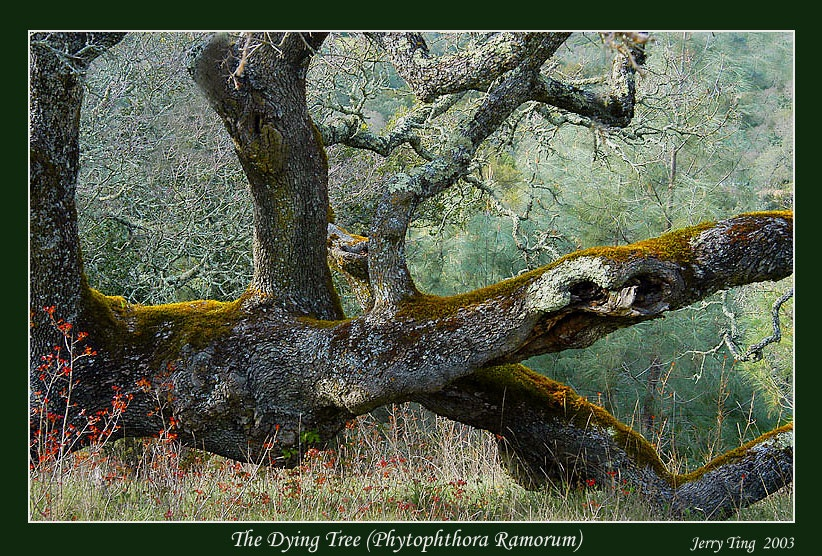 The Dying Tree (Phytophthora Ramorum)
Jerry Ting 2003